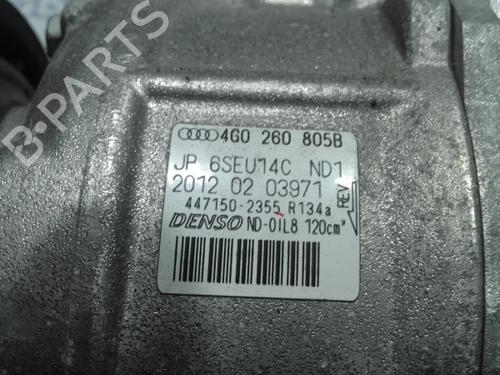 4G0 260 805B
JP 6SEU14C ND1
2012 02 03971
REV
447150-2355 R134a
DENSO ND-OIL8 120cm³
B-PARTS